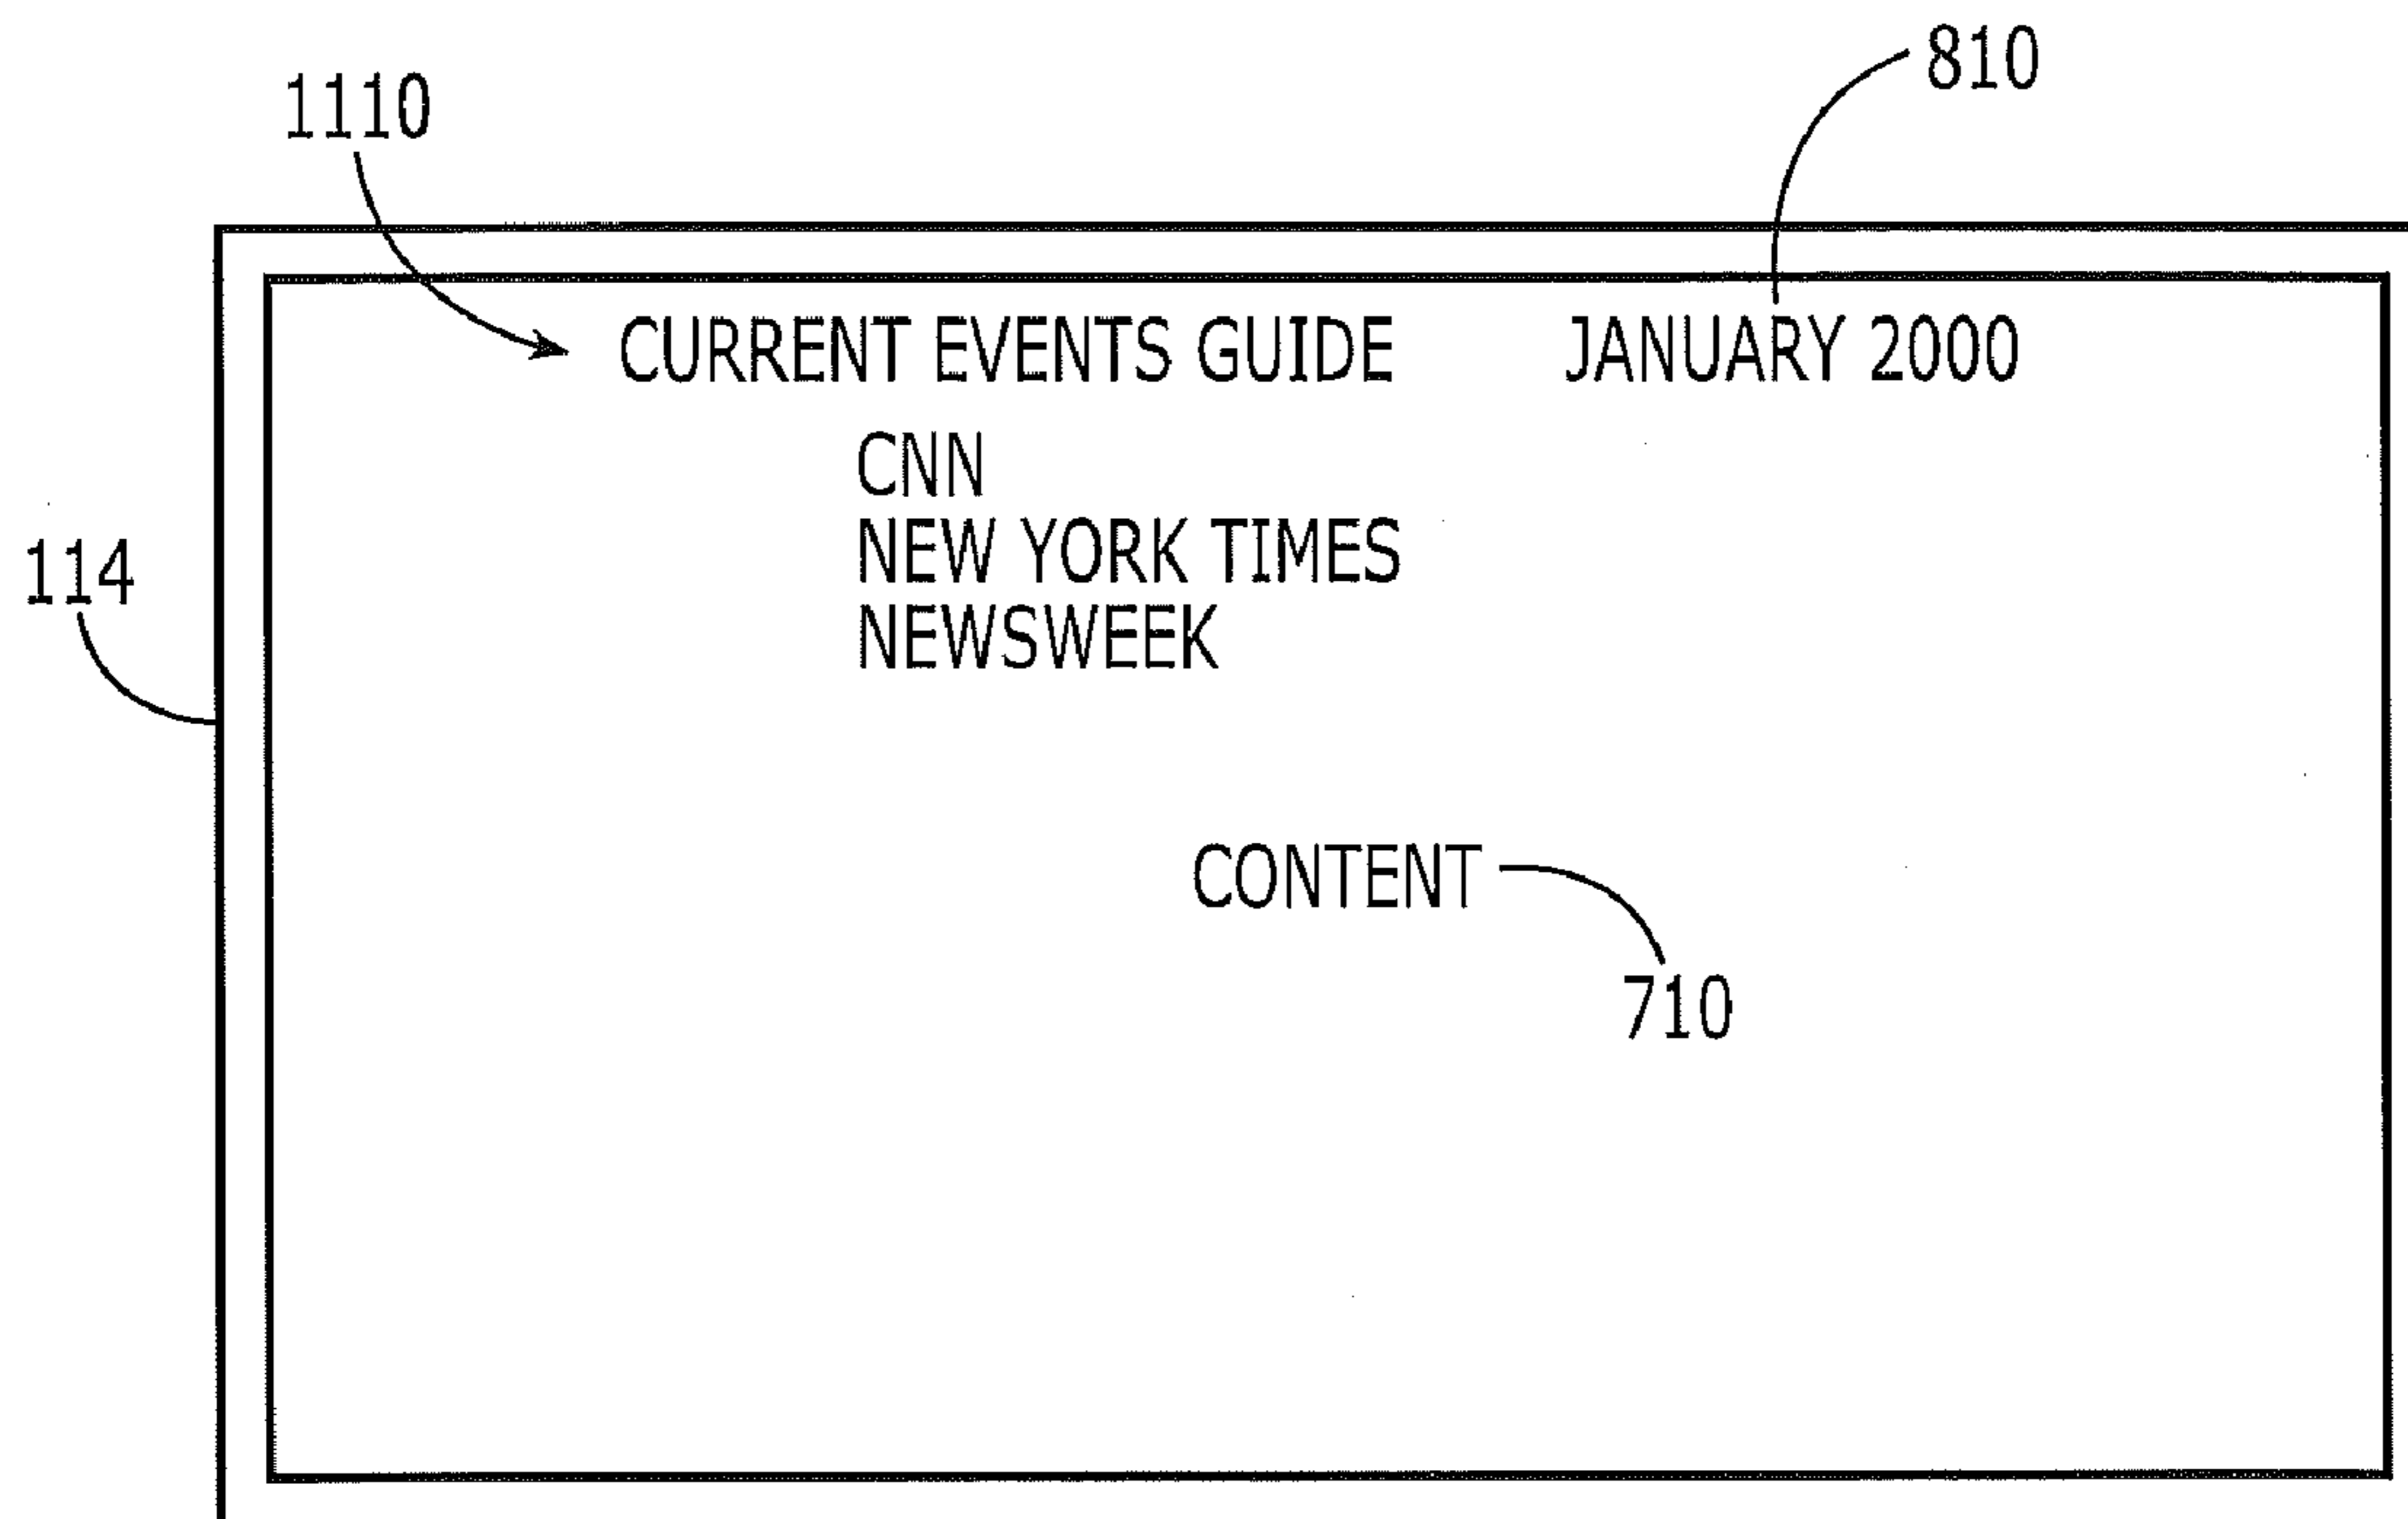 810
1110
CURRENT EVENTS GUIDE JANUARY 2000
CNN
NEW YORK TIMES
114
NEWSWEEK
CONTENT
710